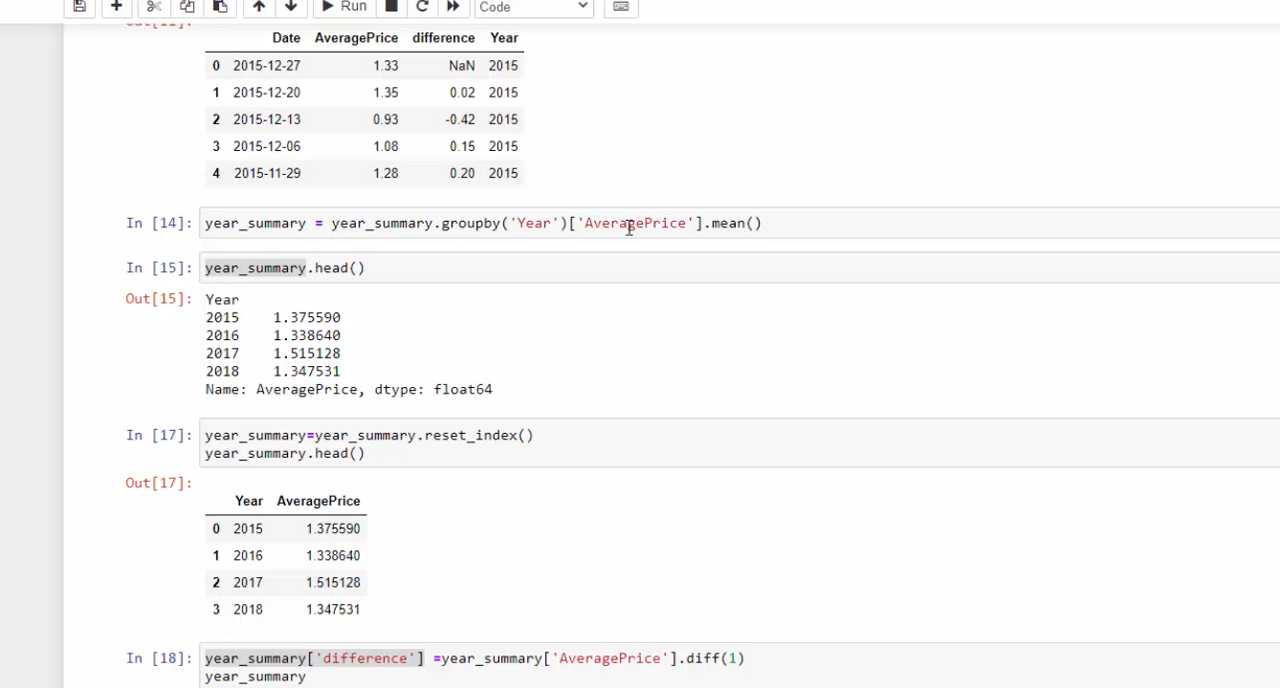 Run
Code
Out[11]:
Date AveragePrice difference Year
0 2015-12-27 1.33 NaN 2015
1 2015-12-20 1.35 0.02 2015
2 2015-12-13 0.93 -0.42 2015
3 2015-12-06 1.08 0.15 2015
4 2015-11-29 1.28 0.20 2015
In [14]: year_summary = year_summary.groupby('Year')['AveragePrice'].mean()
In [15]: year_summary.head()
Out[15]: Year
2015 1.375590
2016 1.338640
2017 1.515128
2018 1.347531
Name: AveragePrice, dtype: float64
In [17]: year_summary=year_summary.reset_index()
year_summary.head()
Out[17]:
Year AveragePrice
0 2015 1.375590
1 2016 1.338640
2 2017 1.515128
3 2018 1.347531
In [18]: year_summary['difference'] =year_summary['AveragePrice'].diff(1)
year_summary